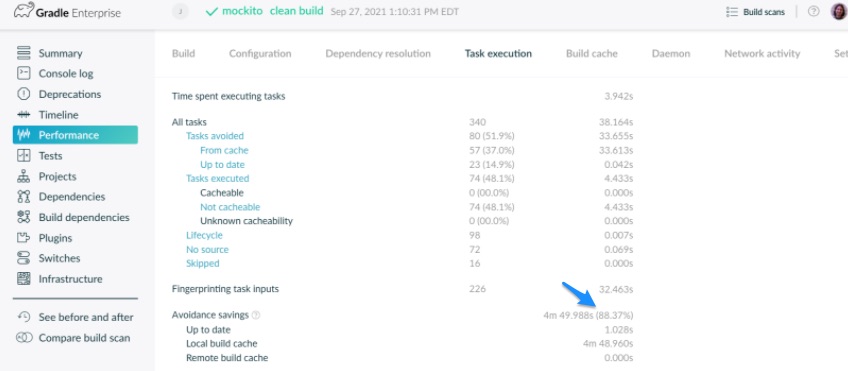 Gradle Enterprise
J
mockito clean build Sep 27, 2021 1:10:31 PM EDT
Build scans
?
Summary
Console log
Deprecations
Timeline
Performance
Tests
Projects
Dependencies
Build dependencies
Plugins
Switches
Infrastructure
See before and after
Compare build scan
Build Configuration Dependency resolution Task execution Build cache Daemon Network activity Set
Time spent executing tasks 3.942s
All tasks 340 38.164s
Tasks avoided 80 (51.9%) 33.655s
From cache 57 (37.0%) 33.613s
Up to date 23 (14.9%) 0.042s
Tasks executed 74 (48.1%) 4.433s
Cacheable 0 (00.0%) 0.000s
Not cacheable 74 (48.1%) 4.433s
Unknown cacheability 0 (00.0%) 0.000s
Lifecycle 98 0.007s
No source 72 0.069s
Skipped 16 0.000s
Fingerprinting task inputs 226 32.463s
Avoidance savings ? 4m 49.988s (88.37%)
Up to date 1.028s
Local build cache 4m 48.960s
Remote build cache 0.000s